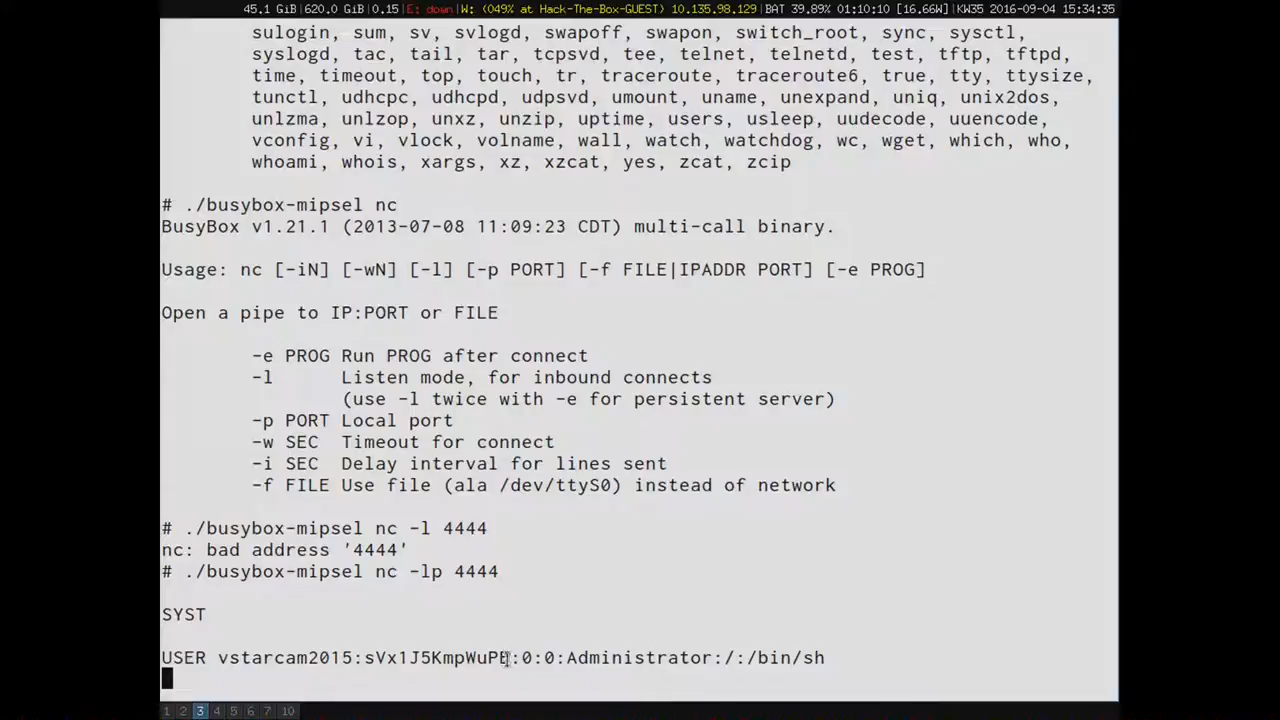 45.1 GiB|620.0 GiB|0.15|E: down|W: (049% at Hack-The-Box-GUEST) 10.135.98.129|BAT 39.89% 01:10:10 [16.66W]|KW35 2016-09-04 15:34:35
sulogin, sum, sv, svlogd, swapoff, swapon, switch_root, sync, sysctl,
syslogd, tac, tail, tar, tcpsvd, tee, telnet, telnetd, test, tftp, tftpd,
time, timeout, top, touch, tr, traceroute, traceroute6, true, tty, ttysize,
tunctl, udhcpc, udhcpd, udpsvd, umount, uname, unexpand, uniq, unix2dos,
unlzma, unlzop, unxz, unzip, uptime, users, usleep, uudecode, uuencode,
vconfig, vi, vlock, volname, wall, watch, watchdog, wc, wget, which, who,
whoami, whois, xargs, xz, xzcat, yes, zcat, zcip
# ./busybox-mipsel nc
BusyBox v1.21.1 (2013-07-08 11:09:23 CDT) multi-call binary.
Usage: nc [-iN] [-wN] [-l] [-p PORT] [-f FILE|IPADDR PORT] [-e PROG]
Open a pipe to IP:PORT or FILE
-e PROG Run PROG after connect
-l Listen mode, for inbound connects
(use -l twice with -e for persistent server)
-p PORT Local port
-w SEC Timeout for connect
-i SEC Delay interval for lines sent
-f FILE Use file (ala /dev/ttyS0) instead of network
# ./busybox-mipsel nc -l 4444
nc: bad address '4444'
# ./busybox-mipsel nc -lp 4444
SYST
USER vstarcam2015:sVx1J5KmpWuPE:0:0:Administrator:/:/bin/sh
1 2 3 4 5 6 7 10